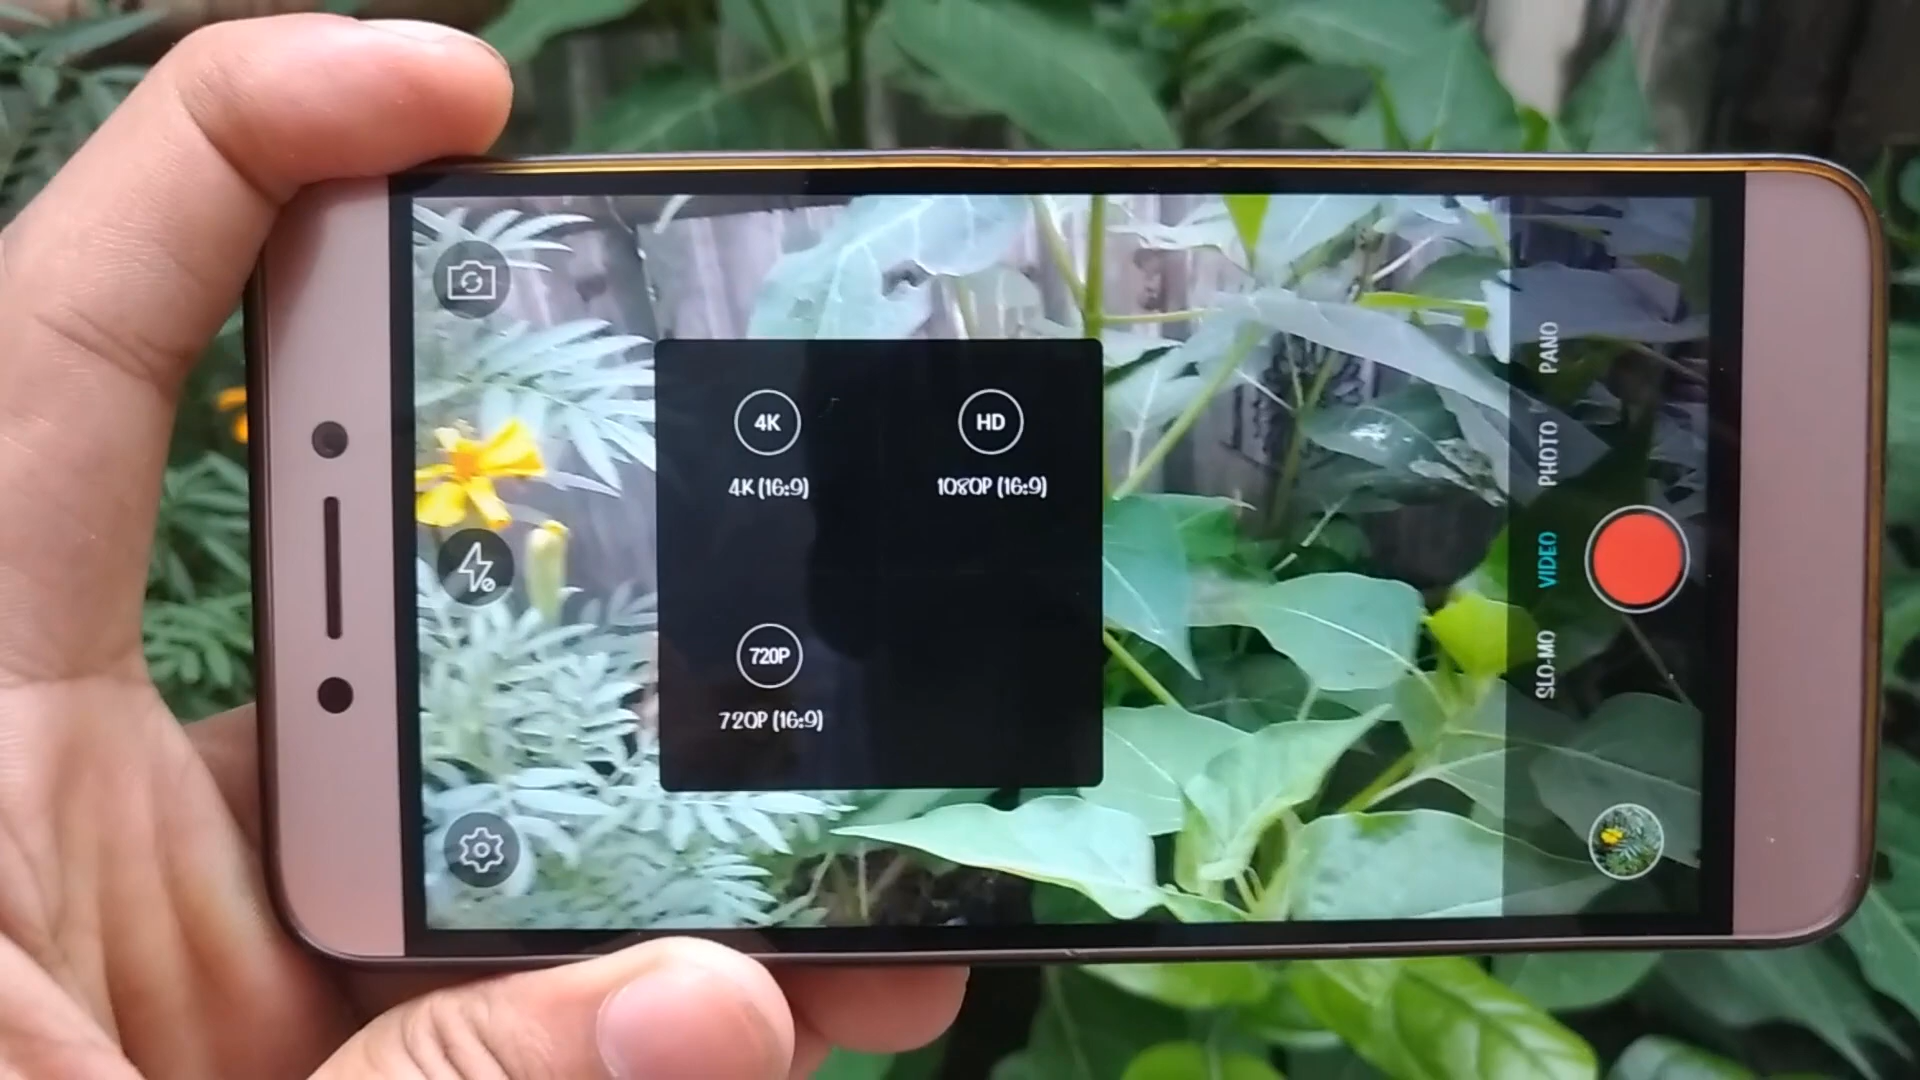 4K
4K (16:9)
HD
1080P (16:9)
720P
720P (16:9)
PANO
PHOTO
VIDEO
SLO-MO